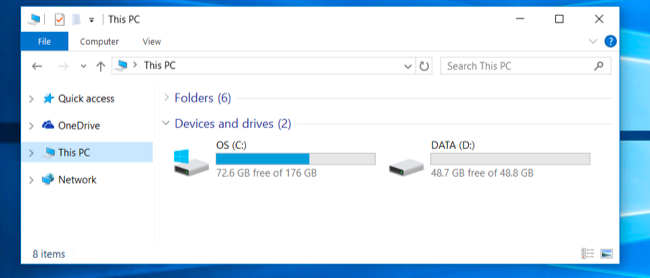 This PC
File Computer View
This PC Search This PC
Quick access
OneDrive
This PC
Network
Folders (6)
Devices and drives (2)
OS (C:)
72.6 GB free of 176 GB
DATA (D:)
48.7 GB free of 48.8 GB
8 items